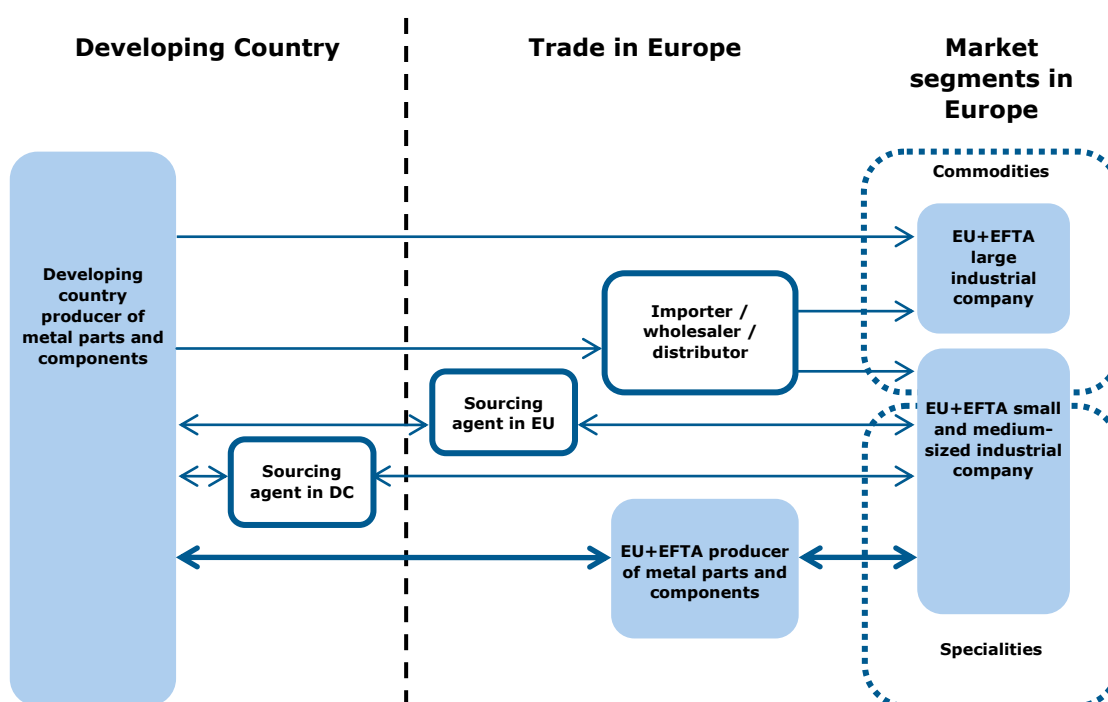 Developing Country
Trade in Europe
Market
segments in
Europe
Commodities
EU+EFTA
large
industrial
company
Developing
country
producer of
metal parts and
components
Importer /
wholesaler /
distributor
Sourcing
agent in EU
EU+EFTA small
and medium-
sized industrial
company
Sourcing
agent in DC
EU+EFTA producer
of metal parts and
components
Specialities